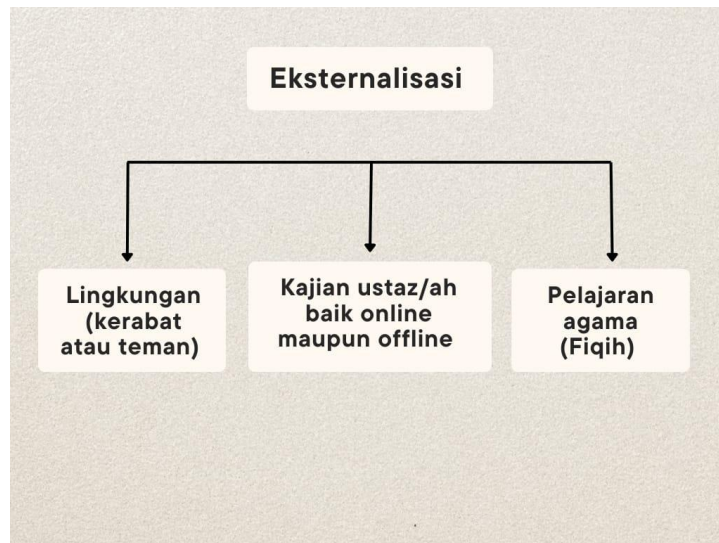 Eksternalisasi
Lingkungan
(kerabat
atau teman)
Kajian ustaz/ah
baik online
maupun offline
Pelajaran
agama
(Fiqih)